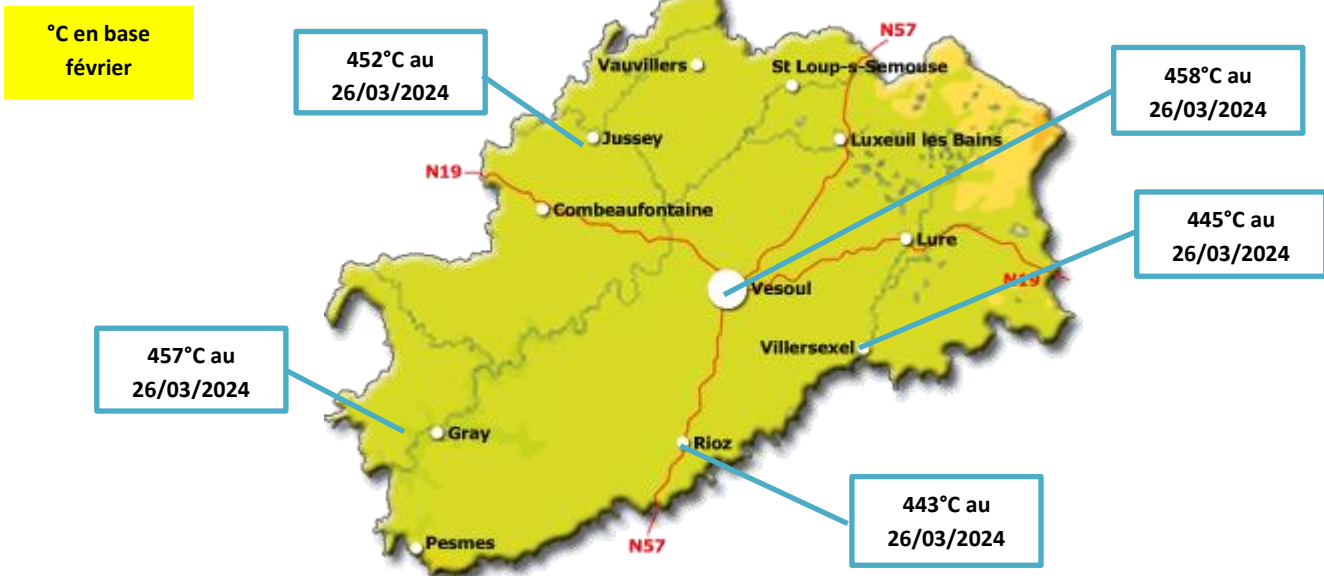 °C en base
février
452°C au
26/03/2024
N57
Vauvillers
St Loup-s-Semouse
458°C au
26/03/2024
Jussey
Luxeuil les Bains
N19
Combeaufontaine
445°C au
26/03/2024
Lure
Vesoul
N19
457°C au
26/03/2024
Villersexel
Gray
Rioz
443°C au
26/03/2024
Pesmes
N57